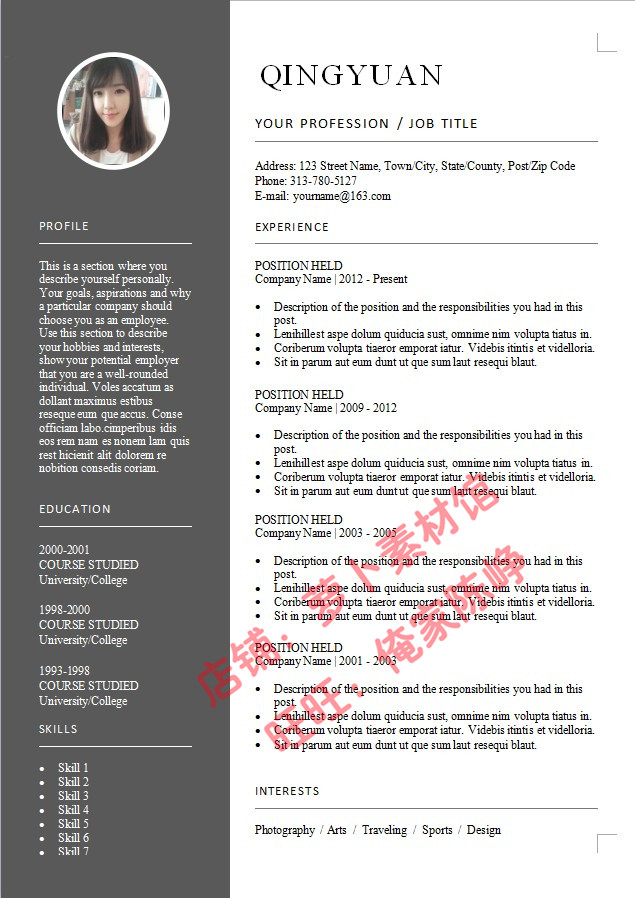 QINGYUAN
YOUR PROFESSION / JOB TITLE
Address: 123 Street Name, Town/City, State/County, Post/Zip Code
Phone: 313-780-5127
E-mail: yourname@163.com
PROFILE
This is a section where you
describe yourself personally.
Your goals, aspirations and why
a particular company should
choose you as an employee.
Use this section to describe
your hobbies and interests,
show your potential employer
that you are a well-rounded
individual. Voles accatum as
dollant maximus estibus
reseque eum que accus. Conse
officiam labo.cimperibus idis
eos rem nam es nonem lam quis
rest hicienit alit dolorem re
nobition consedis coriam.
EDUCATION
2000-2001
COURSE STUDIED
University/College
1998-2000
COURSE STUDIED
University/College
1993-1998
COURSE STUDIED
University/College
SKILLS
• Skill 1
• Skill 2
• Skill 3
• Skill 4
• Skill 5
• Skill 6
• Skill 7
EXPERIENCE
POSITION HELD
Company Name | 2012 - Present
• Description of the position and the responsibilities you had in this
post.
• Lenihillest aspe dolum quiducia sust, omnime nim volupta tiatus in.
• Coriberum volupta tiaeror emporat iatur. Videbis itintis et videlloria.
• Sit in parum aut eum dunt ut que sum laut resequi blaut.
POSITION HELD
Company Name | 2009 - 2012
• Description of the position and the responsibilities you had in this
post.
• Lenihillest aspe dolum quiducia sust, omnime nim volupta tiatus in.
• Coriberum volupta tiaeror emporat iatur. Videbis itintis et videlloria.
• Sit in parum aut eum dunt ut que sum laut resequi blaut.
POSITION HELD
Company Name | 2003 - 2005
• Description of the position and the responsibilities you had in this
post.
• Lenihillest aspe dolum quiducia sust, omnime nim volupta tiatus in.
• Coriberum volupta tiaeror emporat iatur. Videbis itintis et videlloria.
• Sit in parum aut eum dunt ut que sum laut resequi blaut.
POSITION HELD
Company Name | 2001 - 2003
• Description of the position and the responsibilities you had in this
post.
• Lenihillest aspe dolum quiducia sust, omnime nim volupta tiatus in.
• Coriberum volupta tiaeror emporat iatur. Videbis itintis et videlloria.
• Sit in parum aut eum dunt ut que sum laut resequi blaut.
INTERESTS
Photography / Arts / Traveling / Sports / Design
店铺：萝卜素材馆
旺旺：俺家陈峥